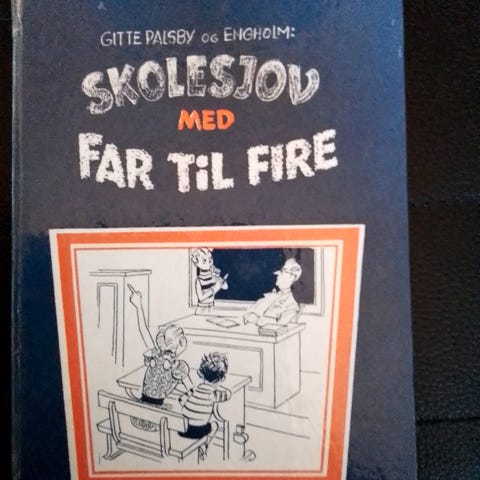 GITTE PALSBY OG ENGHOLM:
SKOLESJOV
MED
FAR TiL FIRE